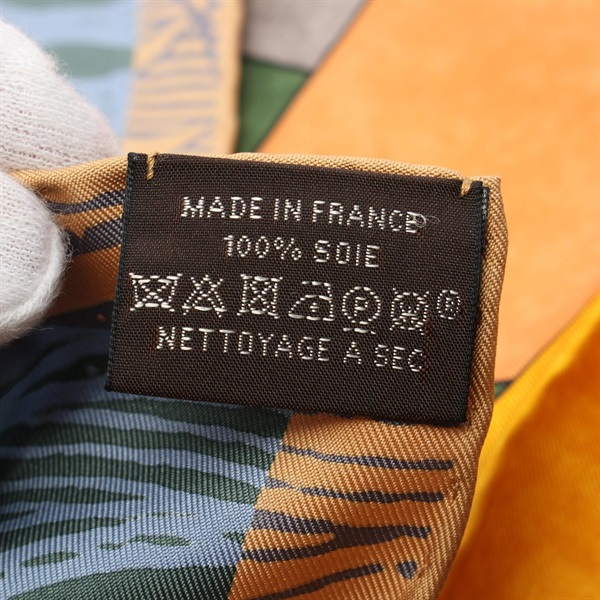 MADE IN FRANCE
100% SOIE
P ®
NETTOYAGE A SEC